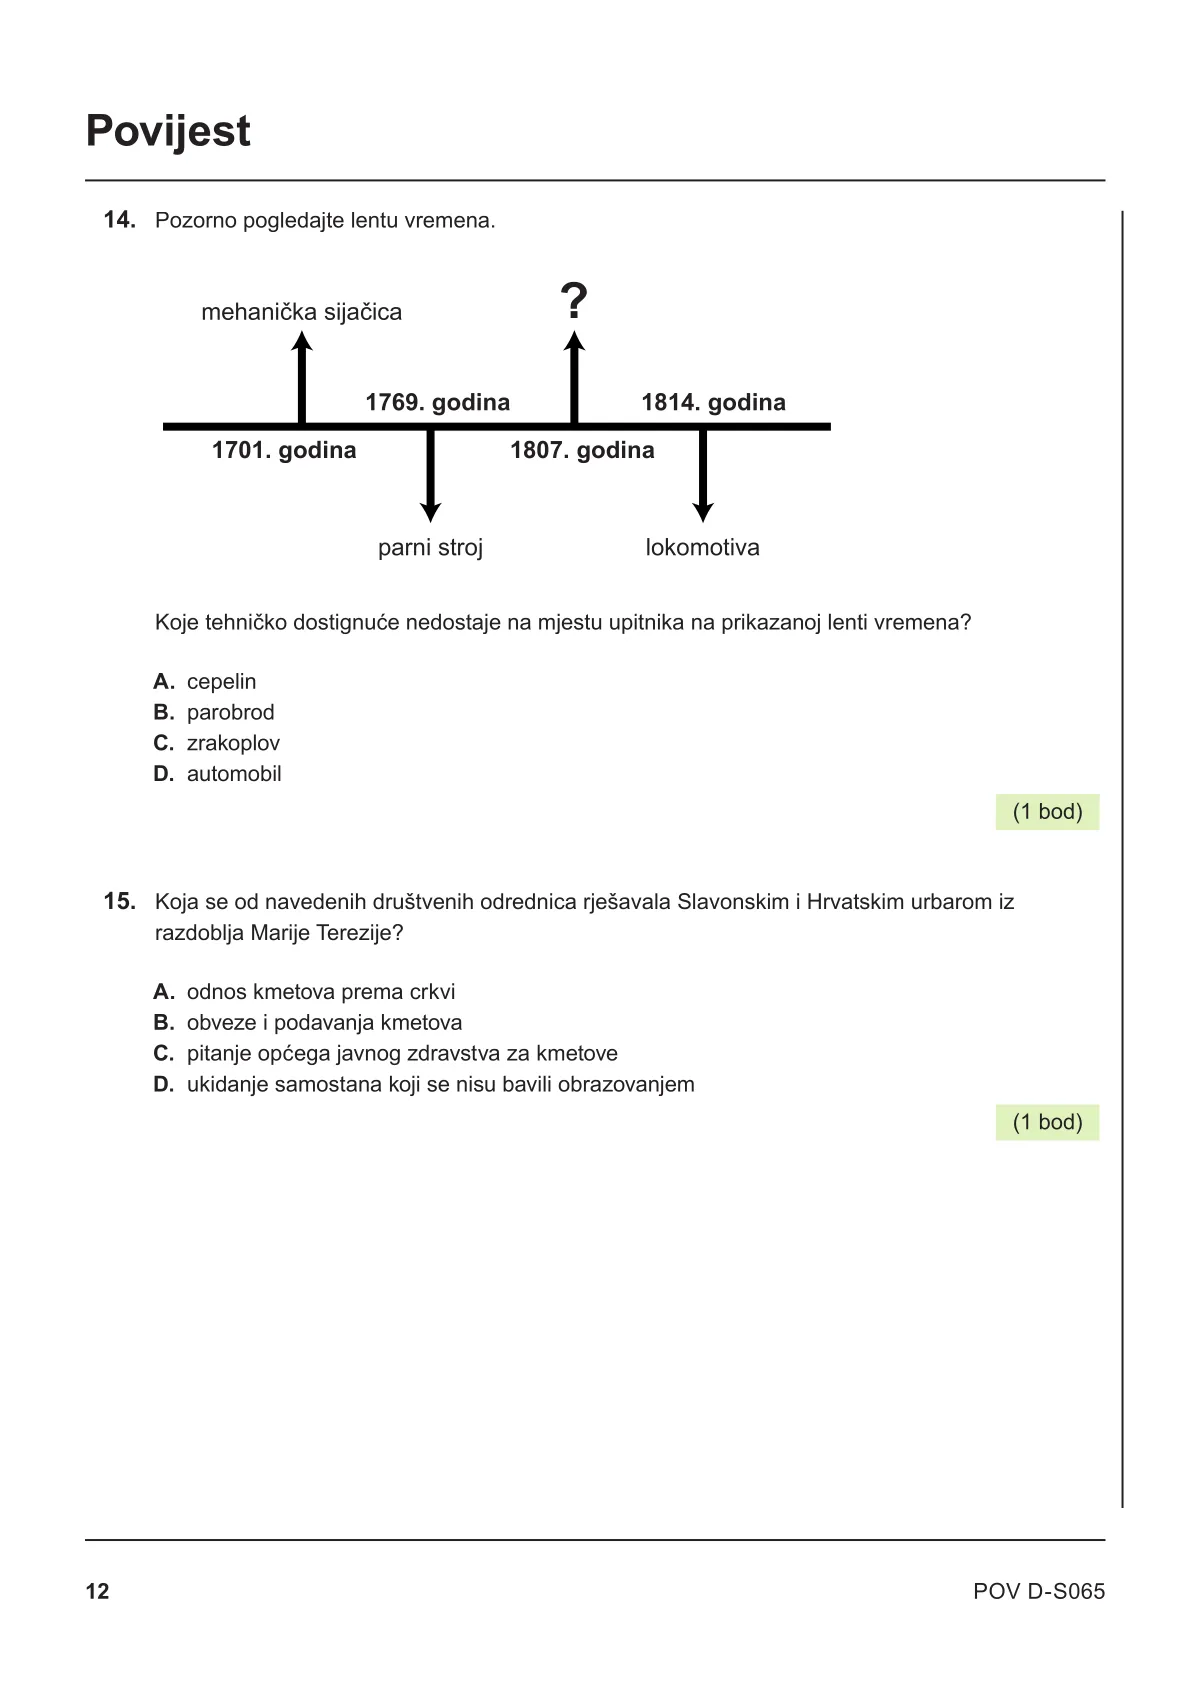 Povijest
14. Pozorno pogledajte lentu vremena.
mehanička sijačica
?
1769. godina
1814. godina
1701. godina
1807. godina
parni stroj
lokomotiva
Koje tehničko dostignuće nedostaje na mjestu upitnika na prikazanoj lenti vremena?
A. cepelin
B. parobrod
C. zrakoplov
D. automobil
(1 bod)
15. Koja se od navedenih društvenih odrednica rješavala Slavonskim i Hrvatskim urbarom iz
razdoblja Marije Terezije?
A. odnos kmetova prema crkvi
B. obveze i podavanja kmetova
C. pitanje općega javnog zdravstva za kmetove
D. ukidanje samostana koji se nisu bavili obrazovanjem
(1 bod)
12
POV D-S065